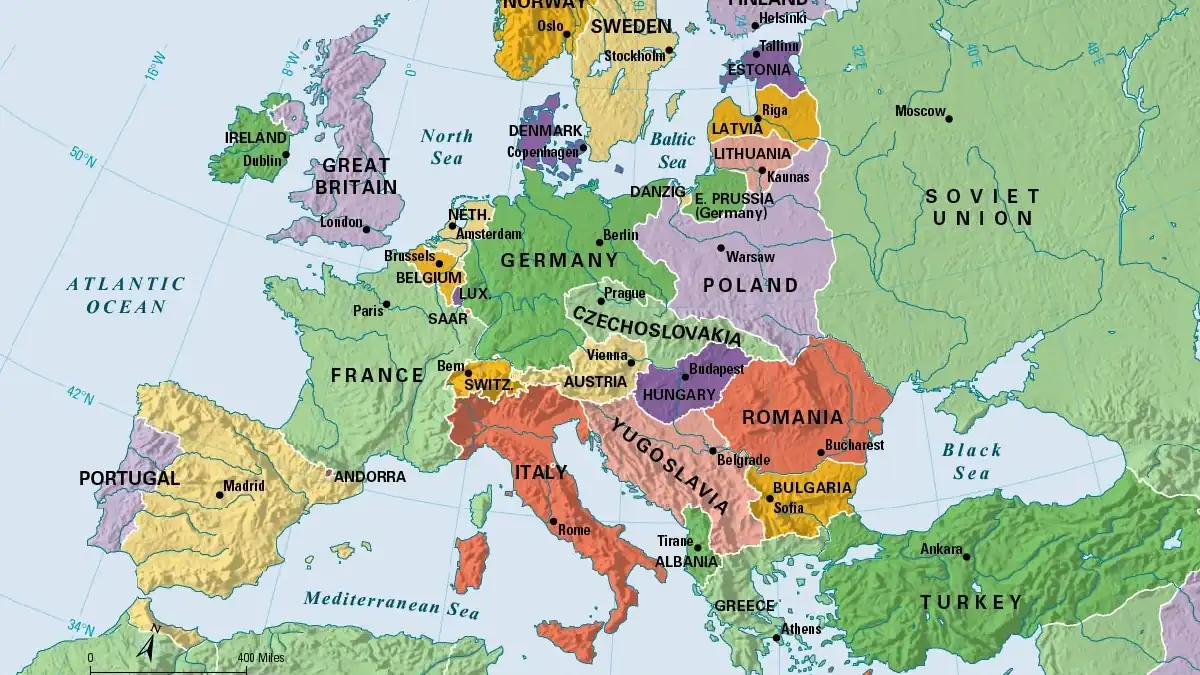 NORWAY
Oslo
SWEDEN
Stockholm
FINLAND
Helsinki
24°E
32°E
40°E
48°E
16°W
8°W
0°
Tallinn
ESTONIA
Riga
LATVIA
LITHUANIA
Kaunas
Moscow
SOVIET
UNION
IRELAND
Dublin
GREAT
BRITAIN
London
North
Sea
DENMARK
Copenhagen
Baltic
Sea
50°N
DANZIG
E. PRUSSIA
(Germany)
NETH.
Amsterdam
Berlin
GERMANY
Warsaw
POLAND
Brussels
BELGIUM
LUX.
SAAR
Paris
FRANCE
ATLANTIC
OCEAN
Prague
CZECHOSLOVAKIA
Vienna
AUSTRIA
Bern
SWITZ.
Budapest
HUNGARY
ROMANIA
Bucharest
YUGOSLAVIA
Belgrade
BULGARIA
Sofia
Black
Sea
42°N
PORTUGAL
Madrid
ANDORRA
ITALY
Rome
Tirane
ALBANIA
GREECE
Athens
Ankara
TURKEY
Mediterranean Sea
34°N
N
0
400 Miles